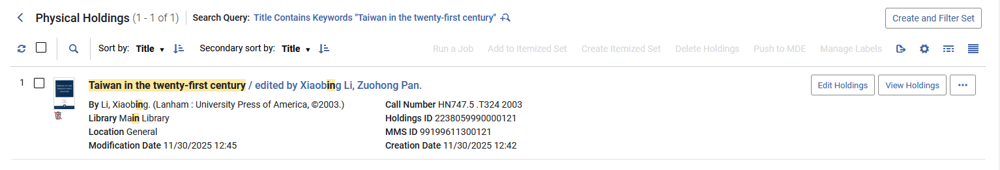 Physical Holdings (1 - 1 of 1) Search Query: Title Contains Keywords "Taiwan in the twenty-first century" Create and Filter Set
Sort by: Title Secondary sort by: Title Run a Job Add to Itemized Set Create Itemized Set Delete Holdings Push to MDE Manage Labels
1 Taiwan in the twenty-first century / edited by Xiaobing Li, Zuohong Pan. Edit Holdings View Holdings ...
By Li, Xiaobing. (Lanham : University Press of America, ©2003.) Call Number HN747.5 .T324 2003
Library Main Library Holdings ID 2238059990000121
Location General MMS ID 99199611300121
Modification Date 11/30/2025 12:45 Creation Date 11/30/2025 12:42